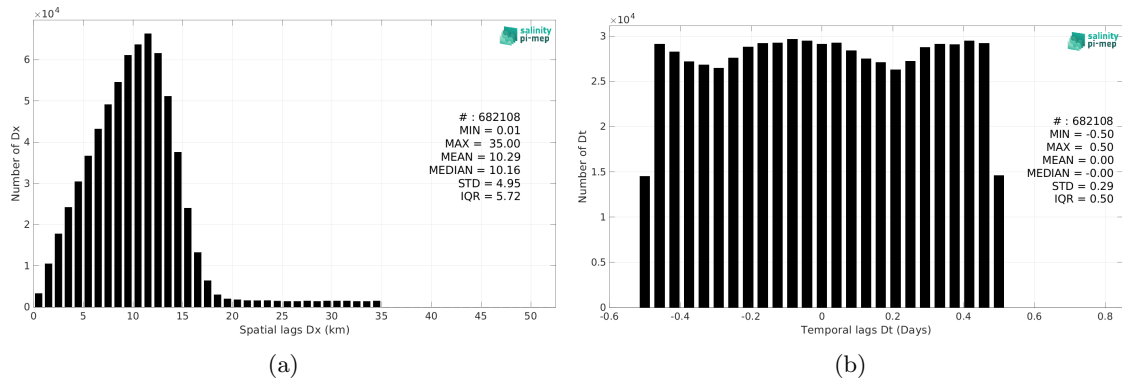 ×10⁴
salinity
pi-mep
6
5
4
3
2
1
0
Number of Dx
# : 682108
MIN = 0.01
MAX = 35.00
MEAN = 10.29
MEDIAN = 10.16
STD = 4.95
IQR = 5.72
0 5 10 15 20 25 30 35 40 45 50
Spatial lags Dx (km)
(a)
×10⁴
salinity
pi-mep
3
2.5
2
1.5
1
0.5
0
Number of Dt
# : 682108
MIN = -0.50
MAX = 0.50
MEAN = 0.00
MEDIAN = -0.00
STD = 0.29
IQR = 0.50
-0.6 -0.4 -0.2 0 0.2 0.4 0.6 0.8
Temporal lags Dt (Days)
(b)